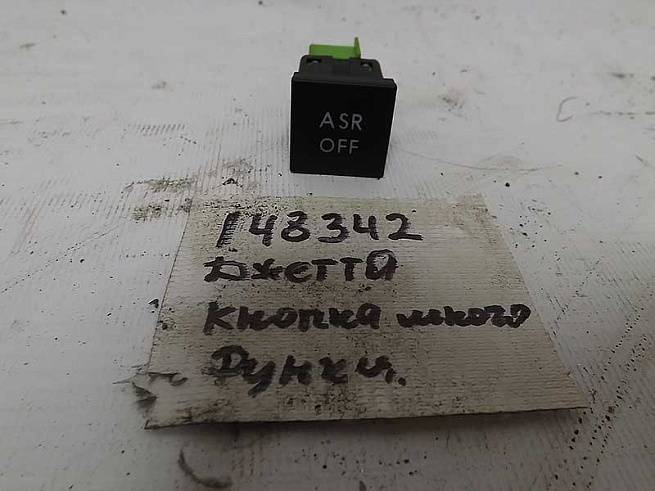 ASR
OFF
148342
Джетта
Кнопка много
Функц.